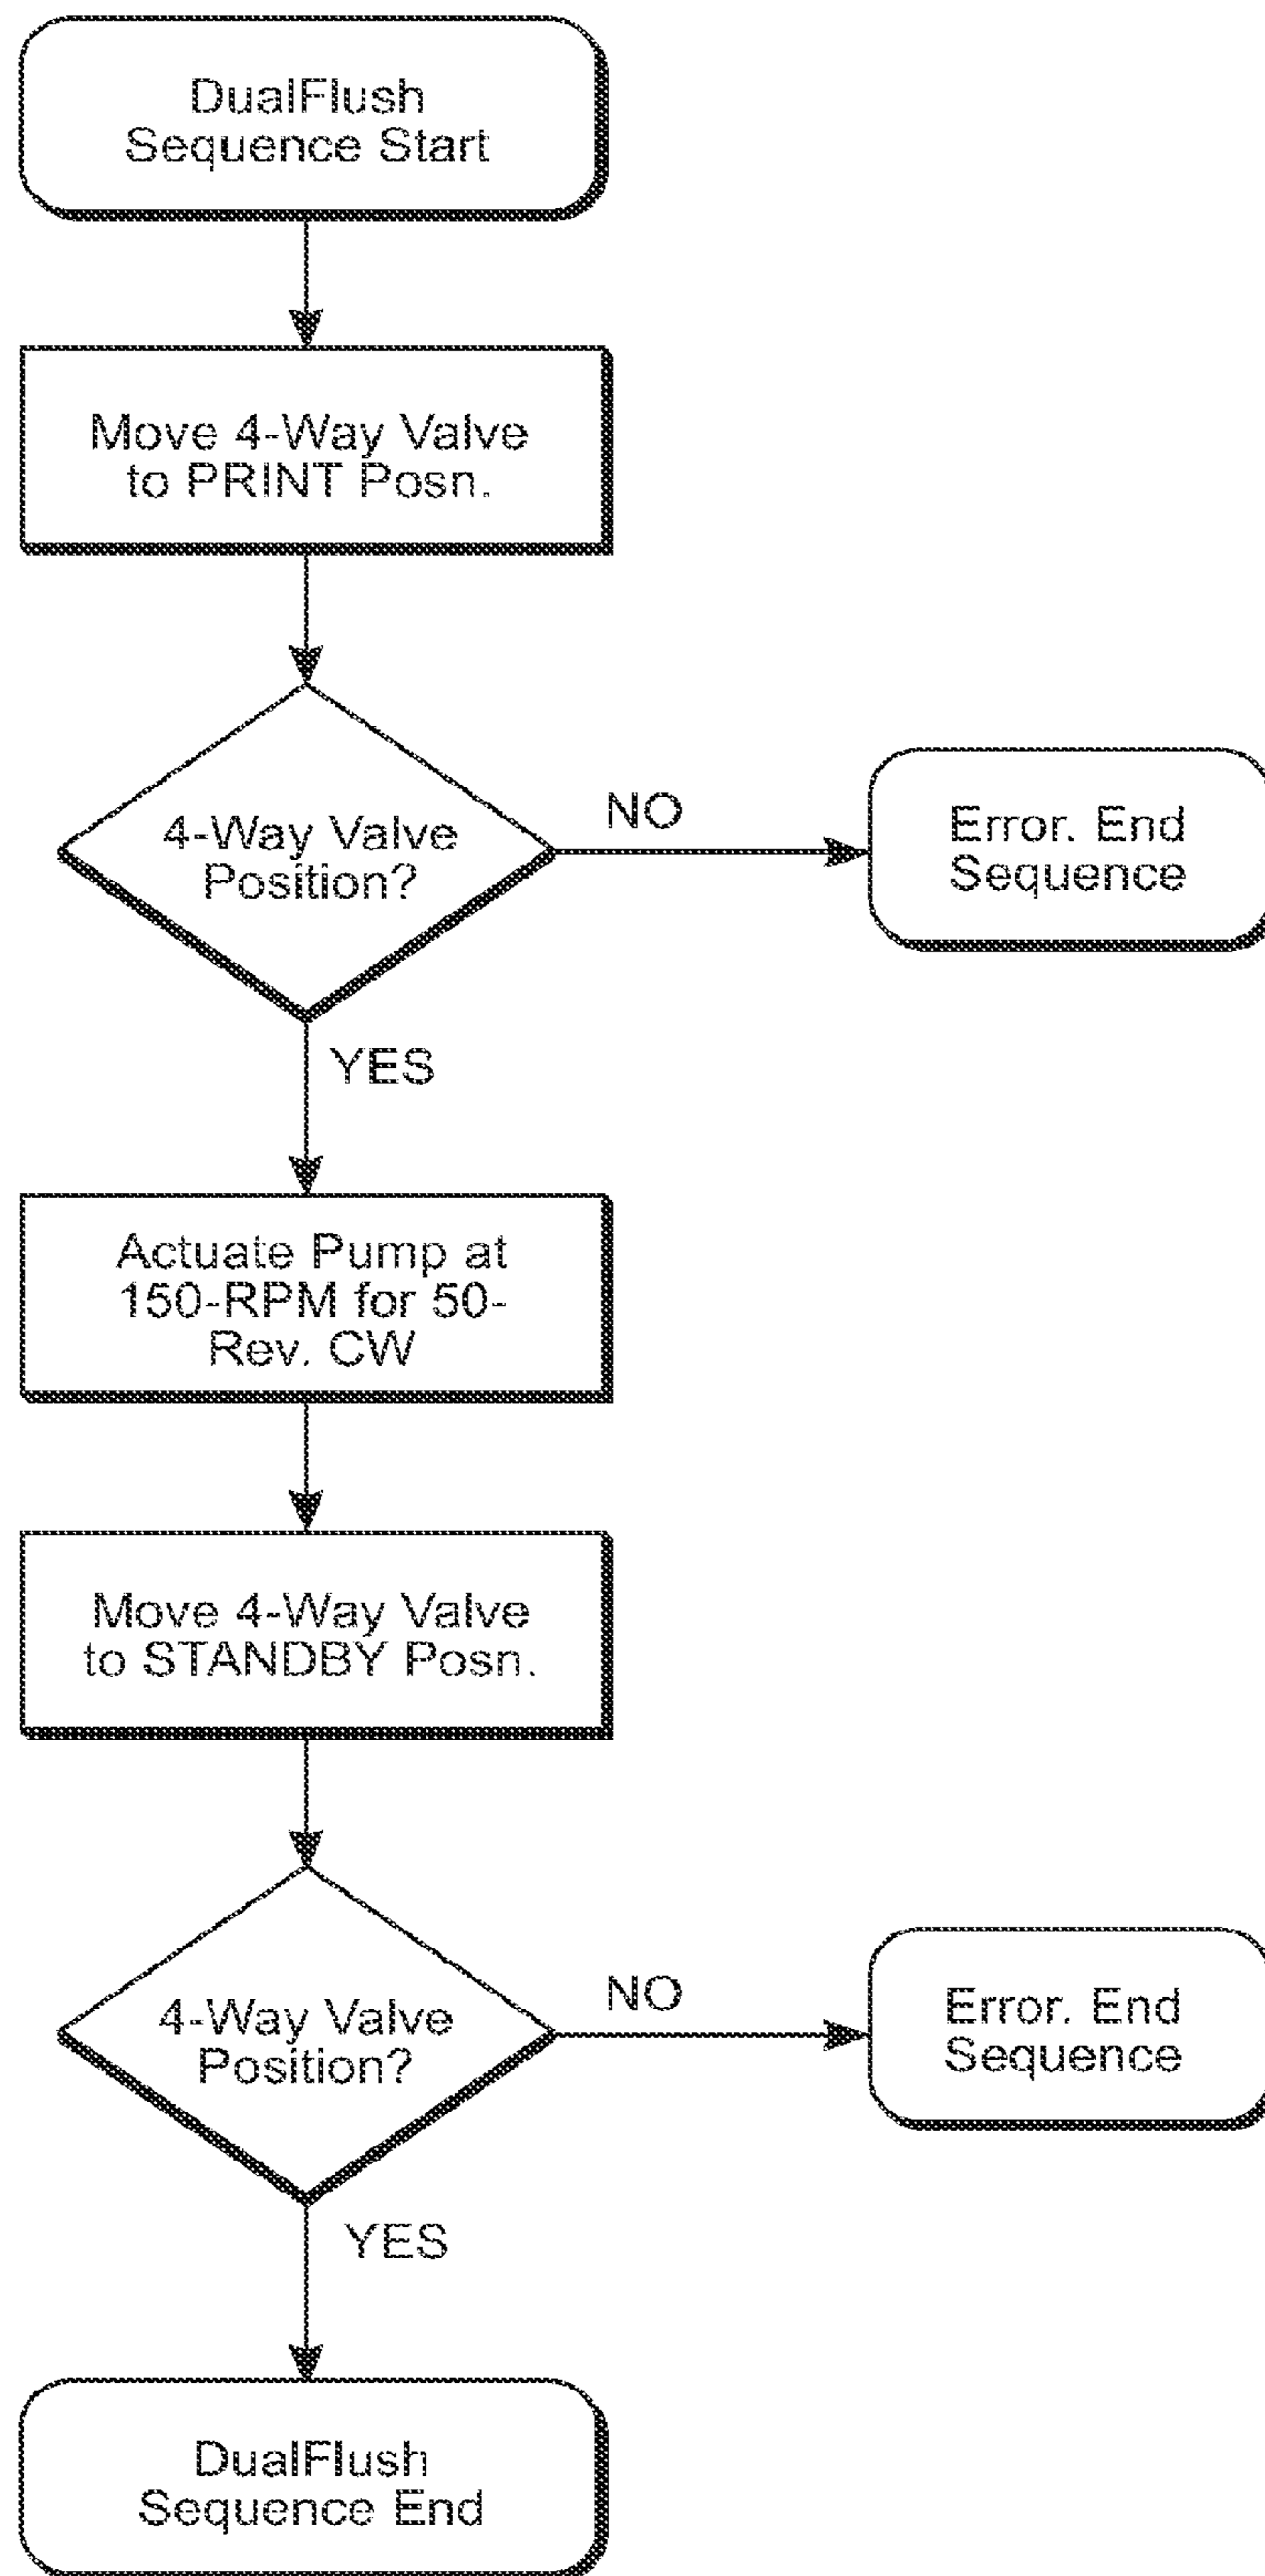 DualFlush
Sequence Start
Move 4-Way Valve
to PRINT Posn.
4-Way Valve
Position?
NO
Error. End
Sequence
YES
Actuate Pump at
150-RPM for 50-
Rev. CW
Move 4-Way Valve
to STANDBY Posn.
4-Way Valve
Position?
NO
Error. End
Sequence
YES
DualFlush
Sequence End